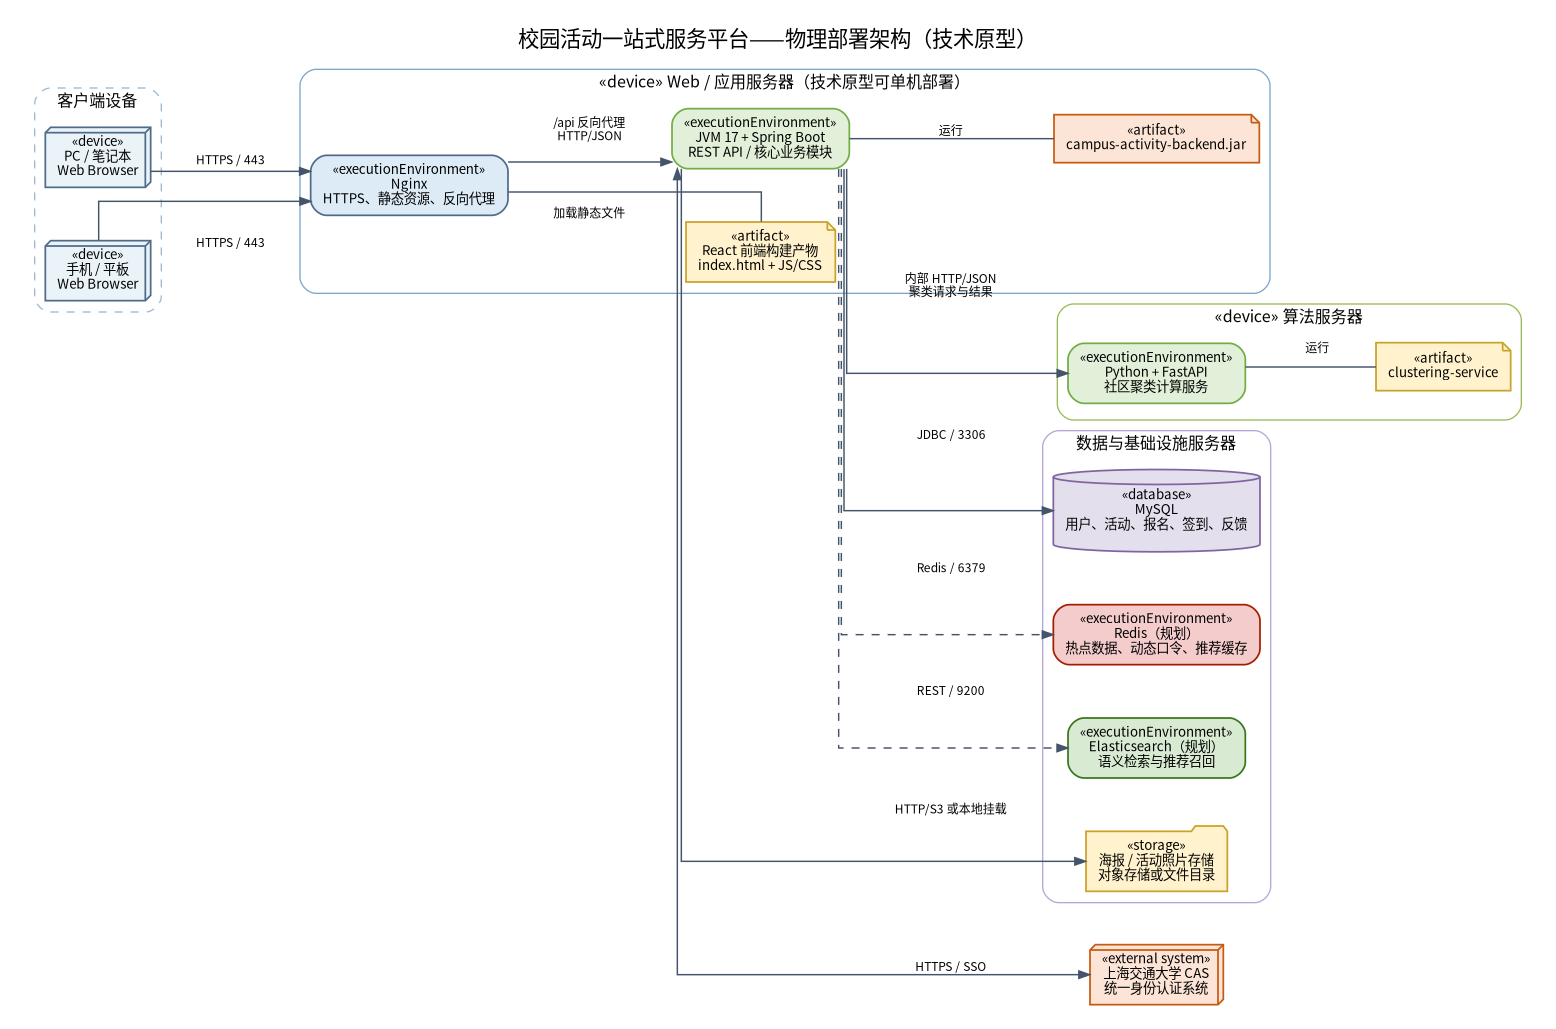 校园活动一站式服务平台——物理部署架构（技术原型）
客户端设备
«device»
PC / 笔记本
Web Browser
«device»
手机 / 平板
Web Browser
HTTPS / 443
HTTPS / 443
«device» Web / 应用服务器（技术原型可单机部署）
«executionEnvironment»
Nginx
HTTPS、静态资源、反向代理
/api 反向代理
HTTP/JSON
加载静态文件
«executionEnvironment»
JVM 17 + Spring Boot
REST API / 核心业务模块
运行
«artifact»
campus-activity-backend.jar
«artifact»
React 前端构建产物
index.html + JS/CSS
内部 HTTP/JSON
聚类请求与结果
«device» 算法服务器
«executionEnvironment»
Python + FastAPI
社区聚类计算服务
运行
«artifact»
clustering-service
JDBC / 3306
数据与基础设施服务器
«database»
MySQL
用户、活动、报名、签到、反馈
Redis / 6379
«executionEnvironment»
Redis（规划）
热点数据、动态口令、推荐缓存
REST / 9200
«executionEnvironment»
Elasticsearch（规划）
语义检索与推荐召回
HTTP/S3 或本地挂载
«storage»
海报 / 活动照片存储
对象存储或文件目录
HTTPS / SSO
«external system»
上海交通大学 CAS
统一身份认证系统